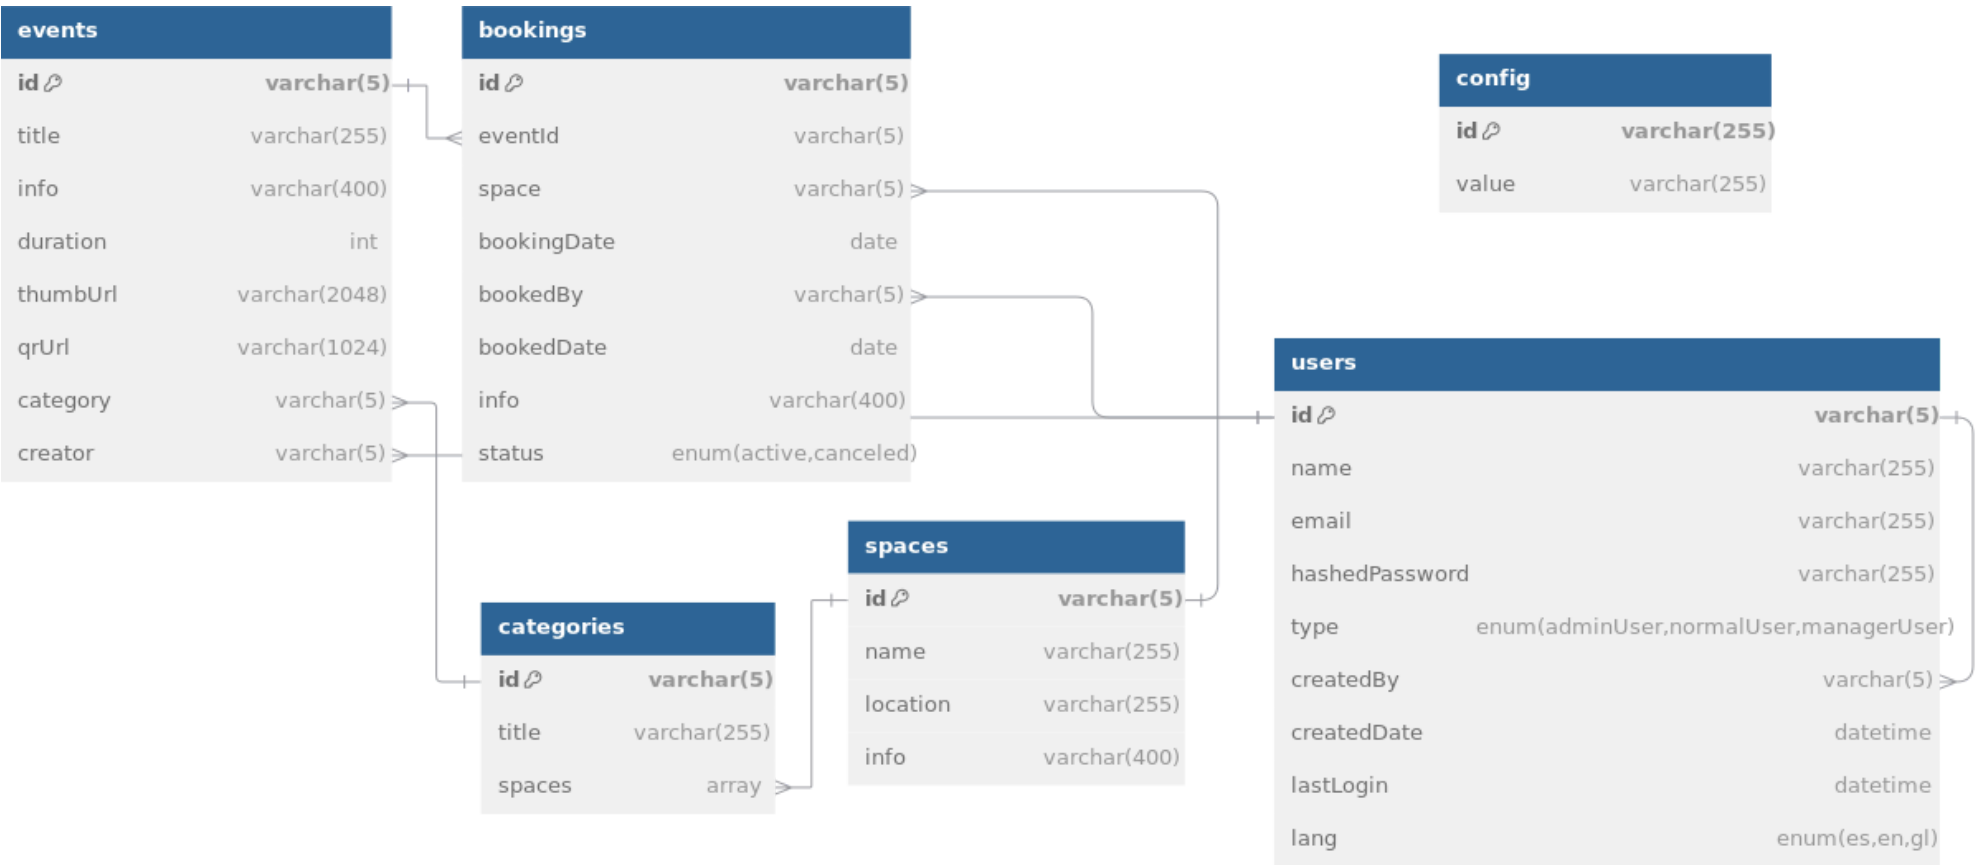 events
id varchar(5)
title varchar(255)
info varchar(400)
duration int
thumbUrl varchar(2048)
qrUrl varchar(1024)
category varchar(5)
creator varchar(5)
bookings
id varchar(5)
eventId varchar(5)
space varchar(5)
bookingDate date
bookedBy varchar(5)
bookedDate date
info varchar(400)
status enum(active,canceled)
config
id varchar(255)
value varchar(255)
users
id varchar(5)
name varchar(255)
email varchar(255)
hashedPassword varchar(255)
type enum(adminUser,normalUser,managerUser)
createdBy varchar(5)
createdDate datetime
lastLogin datetime
lang enum(es,en,gl)
spaces
id varchar(5)
name varchar(255)
location varchar(255)
info varchar(400)
categories
id varchar(5)
title varchar(255)
spaces array